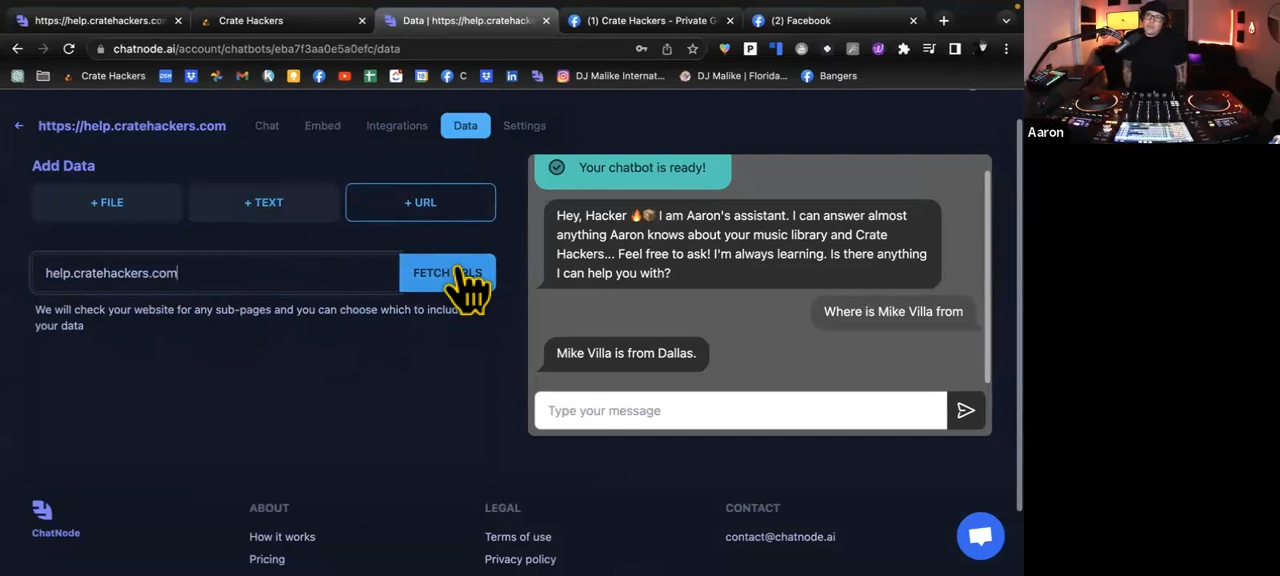 https://help.cratehackers.con
Crate Hackers
Data | https://help.cratehack
(1) Crate Hackers - Private G
(2) Facebook
chatnode.ai/account/chatbots/eba7f3aa0e5a0efc/data
Crate Hackers
C
DJ Malike Internat...
DJ Malike | Florida...
Bangers
Aaron
https://help.cratehackers.com
Chat
Embed
Integrations
Data
Settings
Add Data
+ FILE
+ TEXT
+ URL
help.cratehackers.com
FETCH
We will check your website for any sub-pages and you can choose which to
your data
Your chatbot is ready!
Hey, Hacker 🔥📦 I am Aaron's assistant. I can answer almost
anything Aaron knows about your music library and Crate
Hackers... Feel free to ask! I'm always learning. Is there anything
I can help you with?
Where is Mike Villa from
Mike Villa is from Dallas.
Type your message
ChatNode
ABOUT
How it works
Pricing
LEGAL
Terms of use
Privacy policy
CONTACT
contact@chatnode.ai